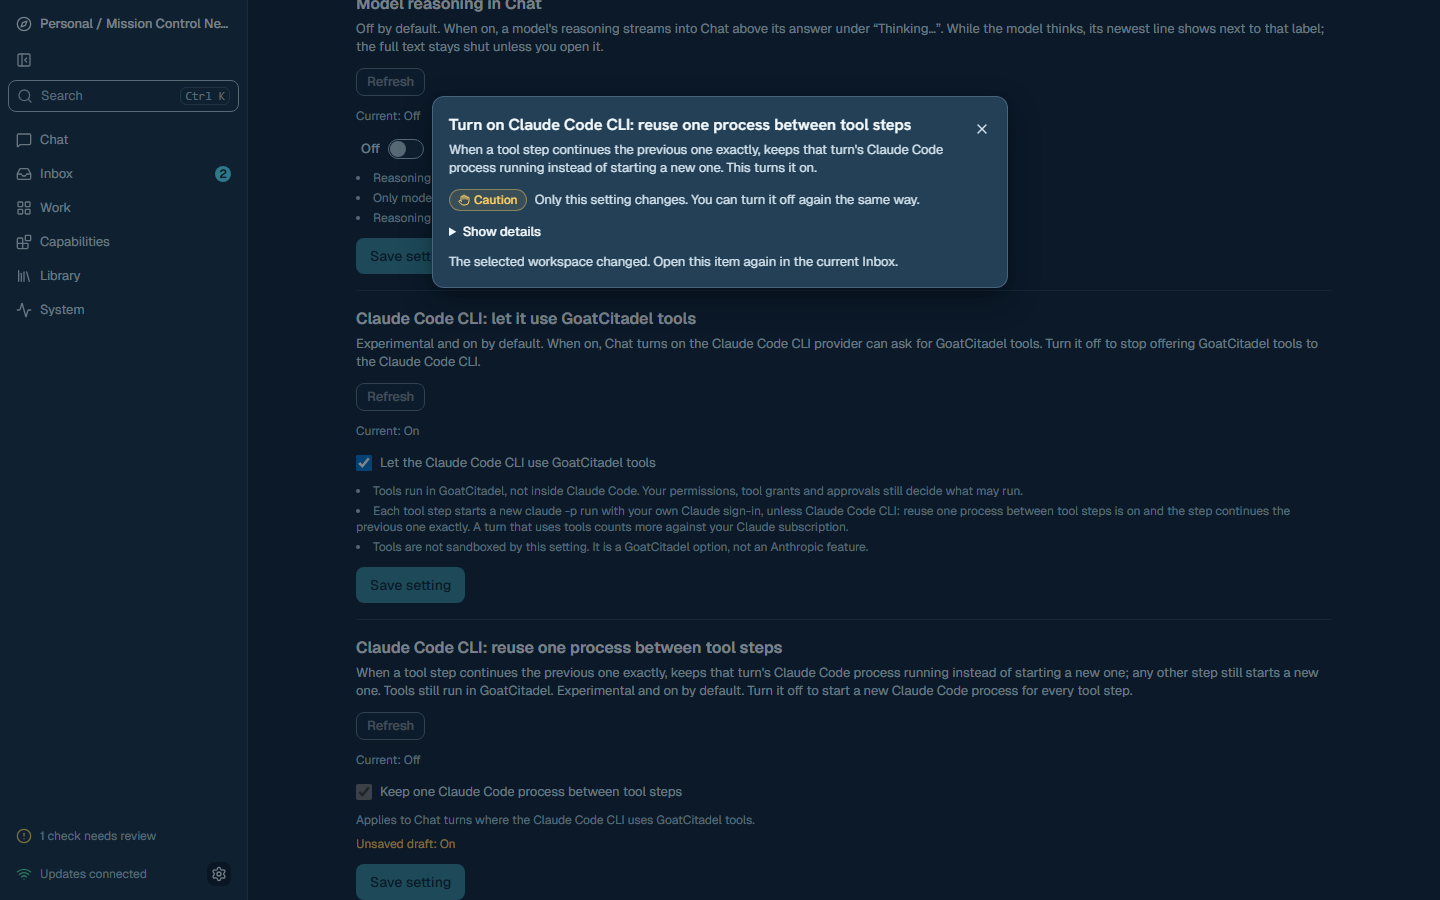 Personal / Mission Control Ne...
Search
Ctrl K
Chat
Inbox
2
Work
Capabilities
Library
System
1 check needs review
Updates connected
Model reasoning in Chat
Off by default. When on, a model's reasoning streams into Chat above its answer under “Thinking...”. While the model thinks, its newest line shows next to that label;
the full text stays shut unless you open it.
Refresh
Current: Off
Off
• Reasoning
• Only mode
• Reasoning
Save sett
Turn on Claude Code CLI: reuse one process between tool steps
When a tool step continues the previous one exactly, keeps that turn's Claude Code
process running instead of starting a new one. This turns it on.
Caution
Only this setting changes. You can turn it off again the same way.
Show details
The selected workspace changed. Open this item again in the current Inbox.
Claude Code CLI: let it use GoatCitadel tools
Experimental and on by default. When on, Chat turns on the Claude Code CLI provider can ask for GoatCitadel tools. Turn it off to stop offering GoatCitadel tools to
the Claude Code CLI.
Refresh
Current: On
Let the Claude Code CLI use GoatCitadel tools
• Tools run in GoatCitadel, not inside Claude Code. Your permissions, tool grants and approvals still decide what may run.
• Each tool step starts a new claude -p run with your own Claude sign-in, unless Claude Code CLI: reuse one process between tool steps is on and the step continues the
previous one exactly. A turn that uses tools counts more against your Claude subscription.
• Tools are not sandboxed by this setting. It is a GoatCitadel option, not an Anthropic feature.
Save setting
Claude Code CLI: reuse one process between tool steps
When a tool step continues the previous one exactly, keeps that turn's Claude Code process running instead of starting a new one; any other step still starts a new
one. Tools still run in GoatCitadel. Experimental and on by default. Turn it off to start a new Claude Code process for every tool step.
Refresh
Current: Off
Keep one Claude Code process between tool steps
Applies to Chat turns where the Claude Code CLI uses GoatCitadel tools.
Unsaved draft: On
Save setting